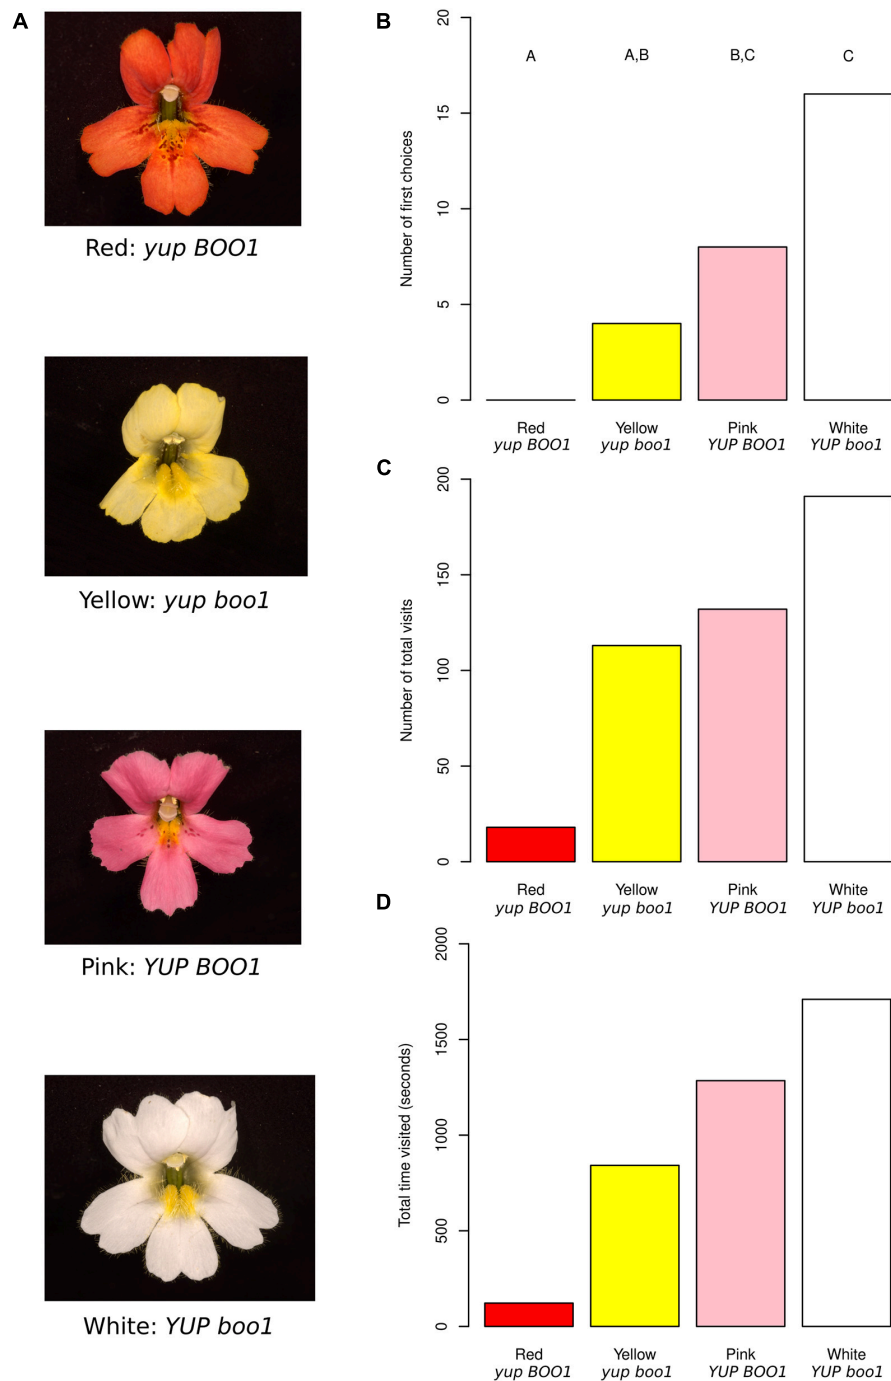 A
Red: yup BOO1
Yellow: yup boo1
Pink: YUP BOO1
White: YUP boo1
B
Number of first choices
20
15
10
5
0
A A,B B,C C
Red Yellow Pink White
yup BOO1 yup boo1 YUP BOO1 YUP boo1
C
Number of total visits
200
150
100
50
0
Red Yellow Pink White
yup BOO1 yup boo1 YUP BOO1 YUP boo1
D
Total time visited (seconds)
2000
1500
1000
500
0
Red Yellow Pink White
yup BOO1 yup boo1 YUP BOO1 YUP boo1